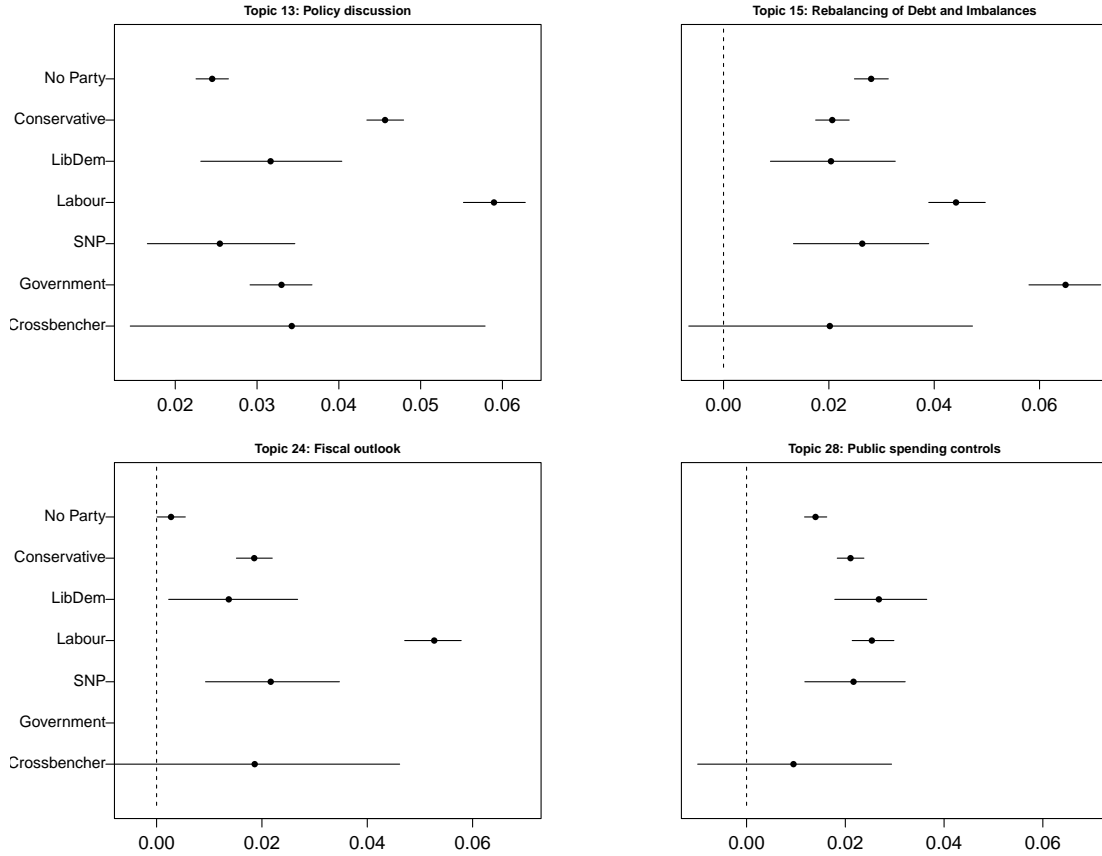 Topic 13: Policy discussion
No Party
Conservative
LibDem
Labour
SNP
Government
Crossbencher
0.02 0.03 0.04 0.05 0.06
Topic 15: Rebalancing of Debt and Imbalances
0.00 0.02 0.04 0.06
Topic 24: Fiscal outlook
No Party
Conservative
LibDem
Labour
SNP
Government
Crossbencher
0.00 0.02 0.04 0.06
Topic 28: Public spending controls
0.00 0.02 0.04 0.06